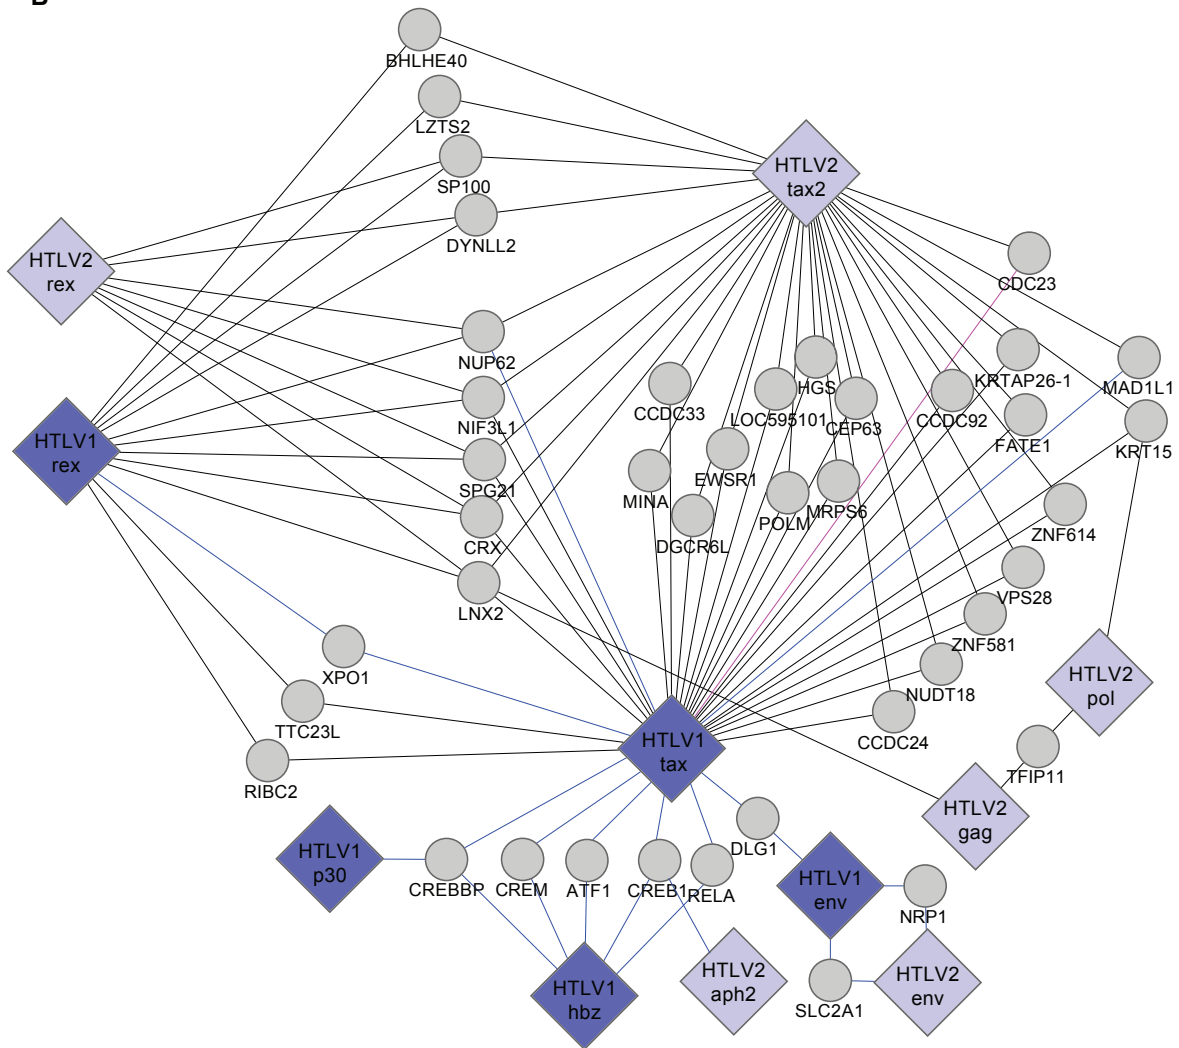 BHLHE40
LZTS2
SP100
DYNLL2
HTLV2
tax2
HTLV2
rex
CDC23
NUP62
NIF3L1
SPG21
CRX
LNX2
HTLV1
rex
CCDC33
LOC595101
HGS
CEP63
CCDC92
KRTAP26-1
MAD1L1
FATE1
KRT15
MINA
EWSR1
DGCR6L
POLM
MRPS6
ZNF614
VPS28
ZNF581
NUDT18
CCDC24
XPO1
TTC23L
RIBC2
HTLV1
tax
HTLV2
pol
TFIP11
HTLV2
gag
HTLV1
p30
CREBBP
CREM
ATF1
CREB1
RELA
DLG1
HTLV1
env
NRP1
HTLV1
hbz
HTLV2
aph2
SLC2A1
HTLV2
env